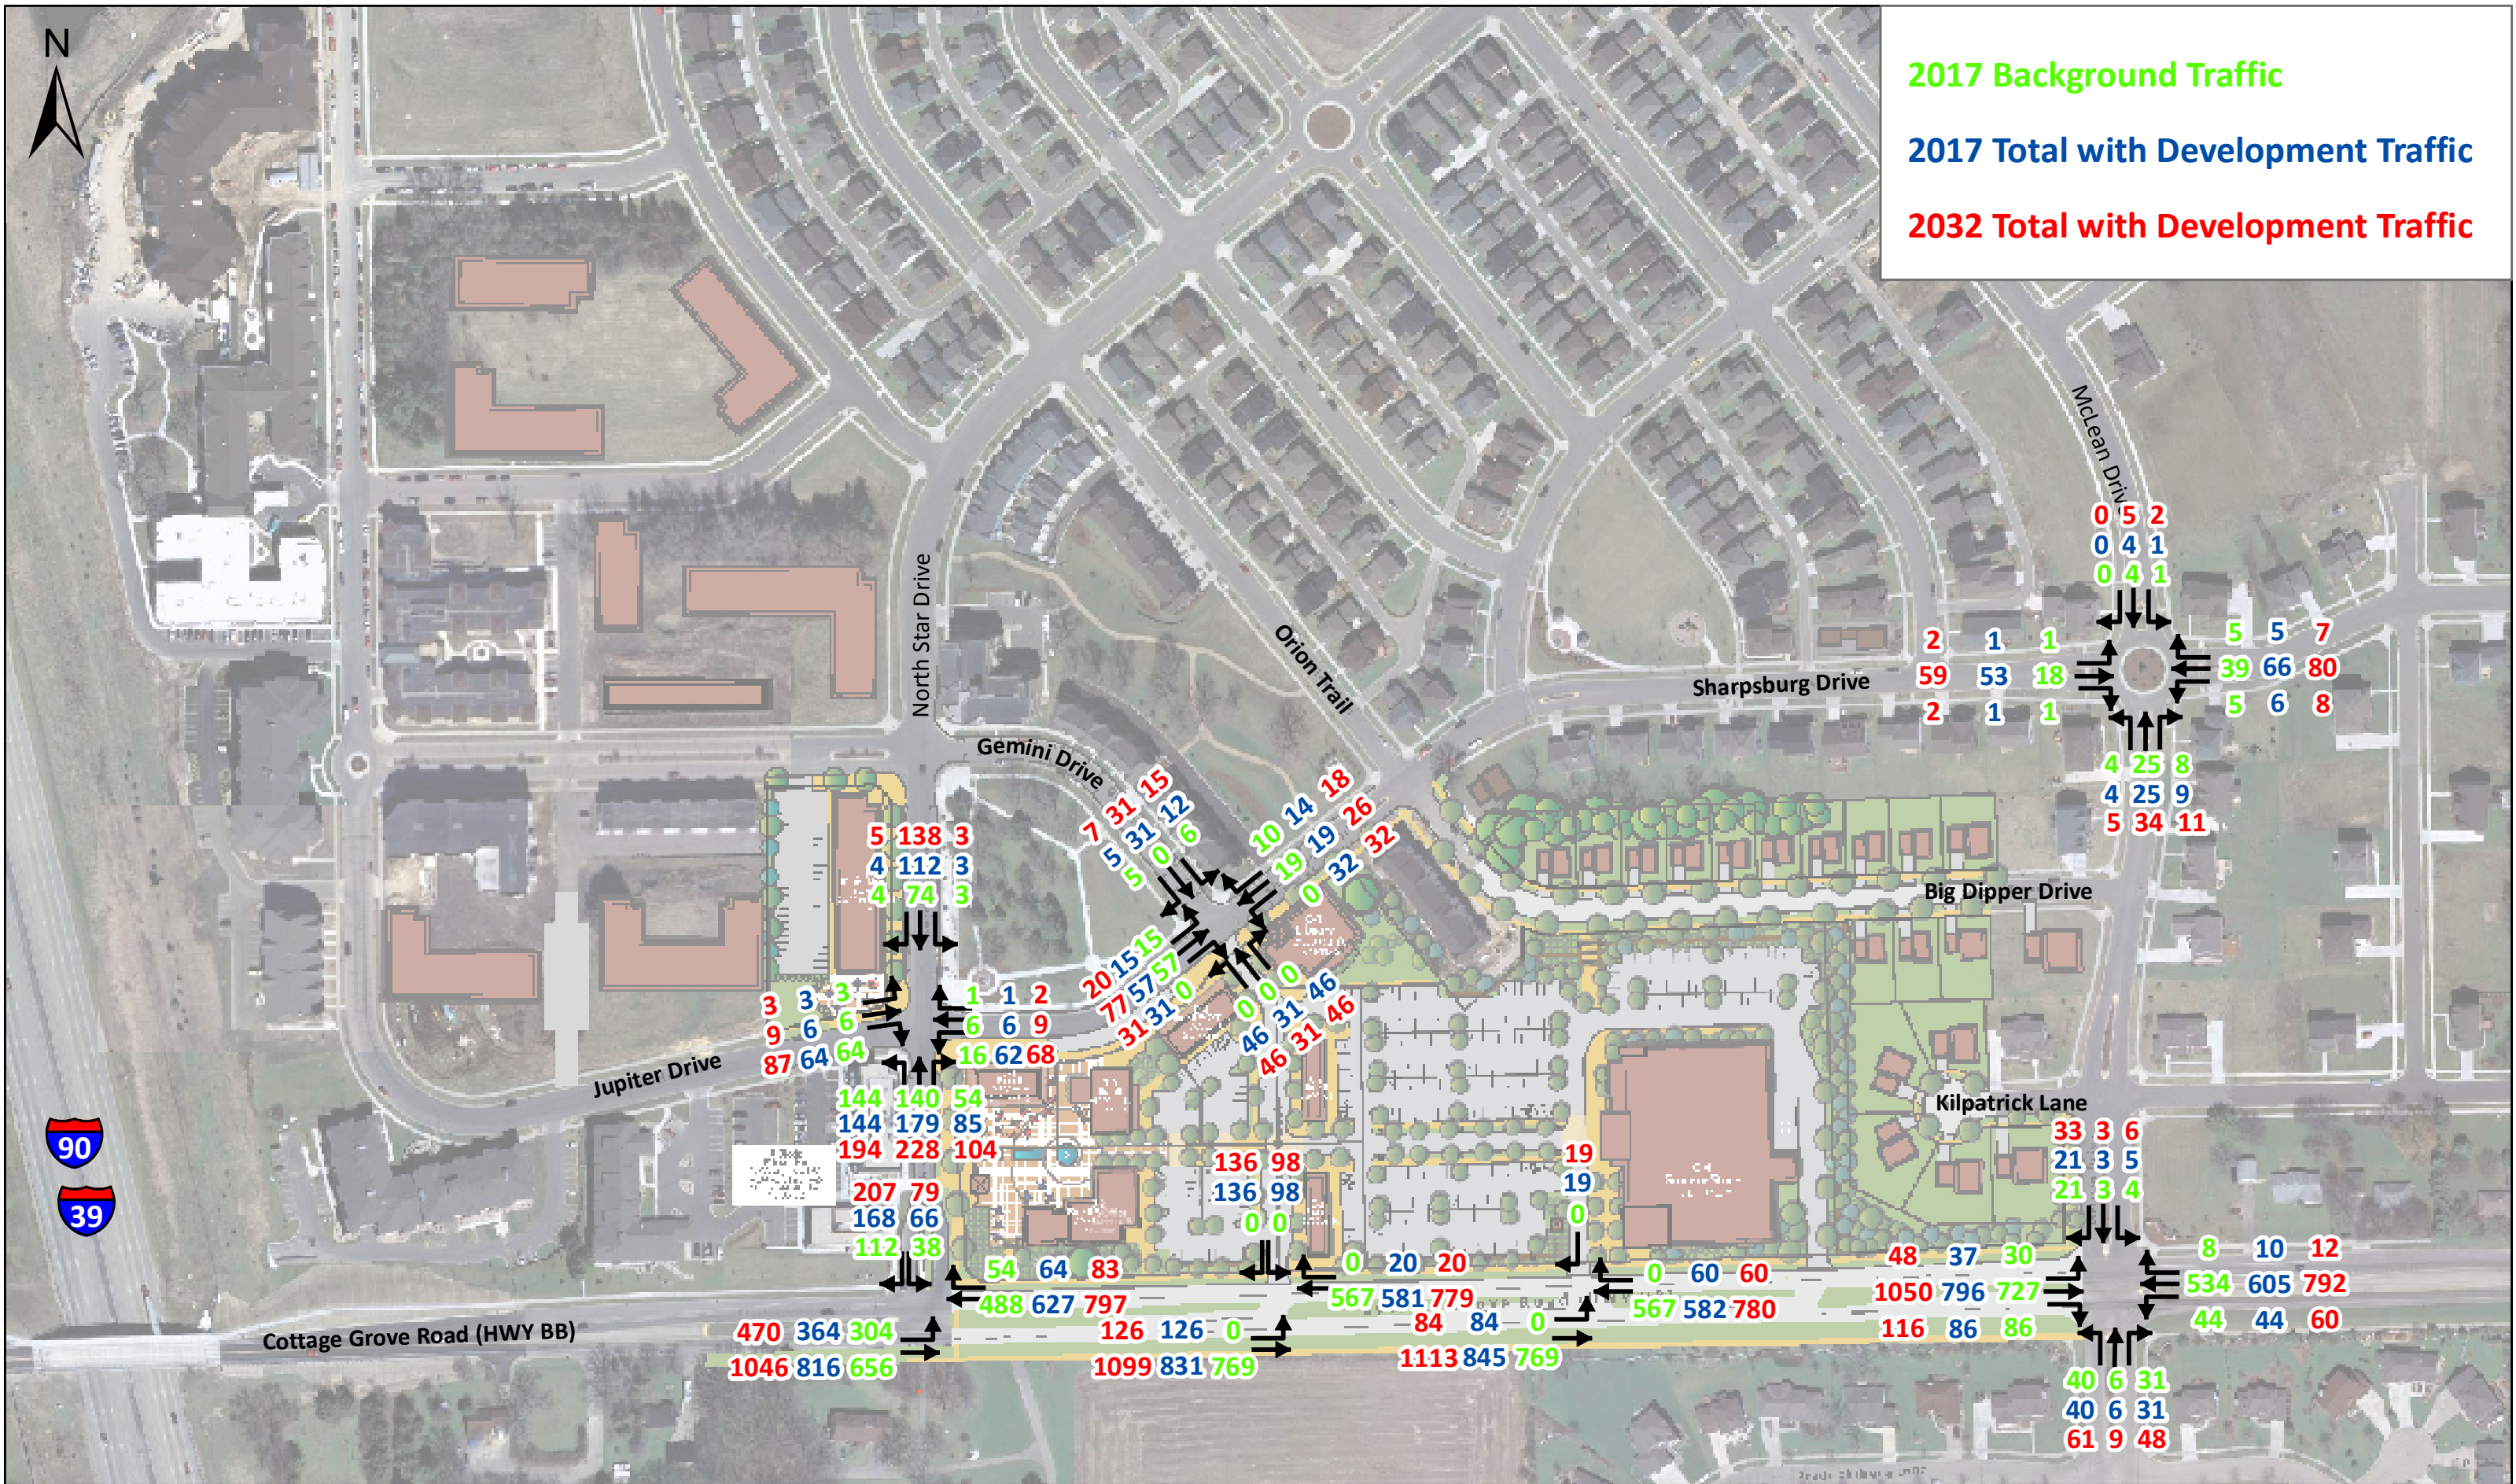 N
2017 Background Traffic
2017 Total with Development Traffic
2032 Total with Development Traffic
McLean Drive
0 5 2
0 4 1
0 4 1
North Star Drive
Orion Trail
Sharpsburg Drive
2 1 1
59 53 18
2 1 1
5 5 7
39 66 80
5 6 8
4 25 8
4 25 9
5 34 11
Gemini Drive
7 31 15
5 31 12
5 0 6
10 14 18
19 19 26
0 32 32
20 15 15
77 57 57
31 31 0
0 0 0
46 31 46
46 31 46
5 138 3
4 112 3
4 74 3
3 3 3
9 6 6
87 64 64
1 1 2
6 6 9
16 62 68
Jupiter Drive
144 140 54
144 179 85
194 228 104
Big Dipper Drive
Kilpatrick Lane
90
39
207 79
168 66
112 38
54 64 83
488 627 797
470 364 304
1046 816 656
Cottage Grove Road (HWY BB)
136 98
136 98
0 0
0 20 20
567 581 779
126 126 0
1099 831 769
19
19
0
0 60 60
567 582 780
84 84 0
1113 845 769
33 3 6
21 3 5
21 3 4
48 37 30
1050 796 727
116 86 86
8 10 12
534 605 792
44 44 60
40 6 31
40 6 31
61 9 48